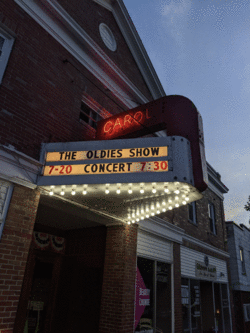 CAROL
THE OLDIES SHOW
7-20 CONCERT 7:30